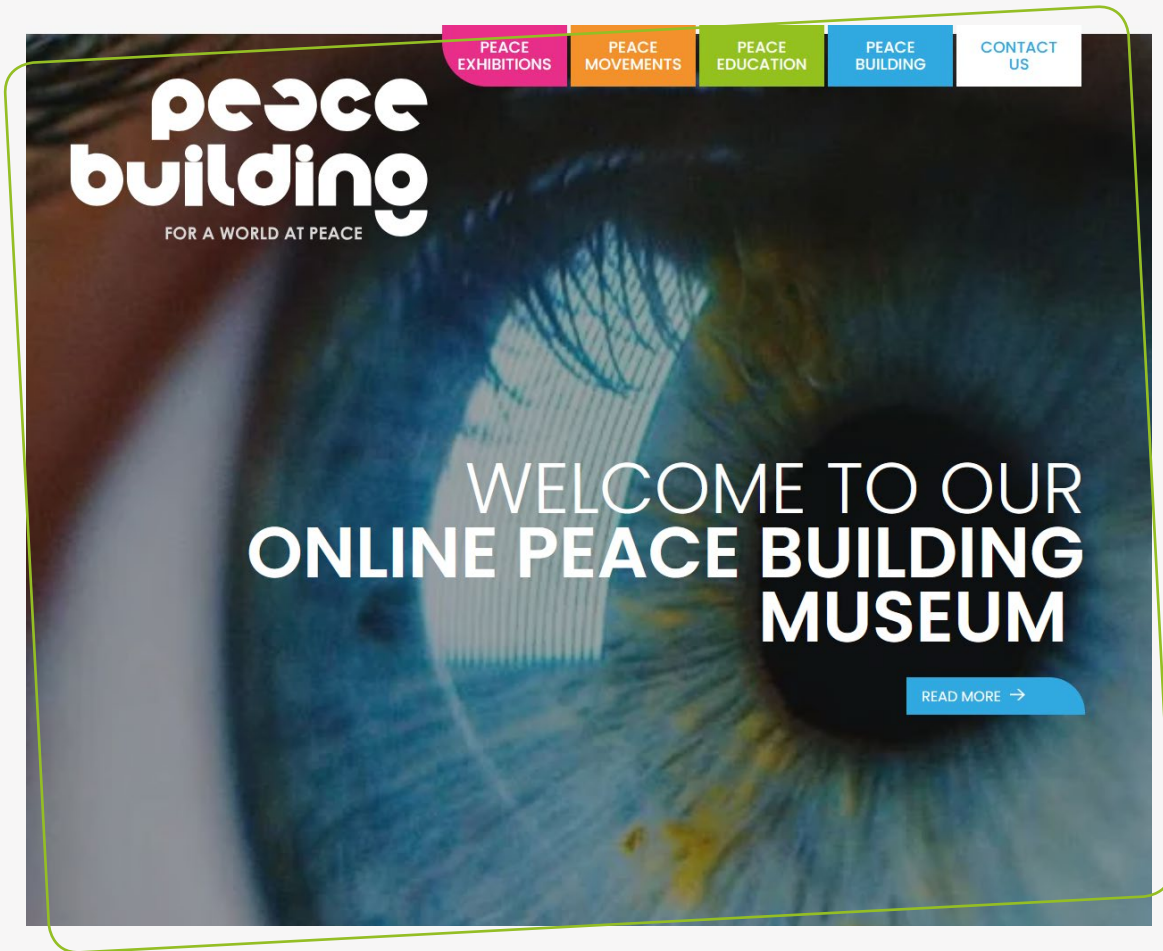 PEACE
EXHIBITIONS
PEACE
MOVEMENTS
PEACE
EDUCATION
PEACE
BUILDING
CONTACT
US
peace
building
FOR A WORLD AT PEACE
WELCOME TO OUR
ONLINE PEACE BUILDING
MUSEUM
READ MORE →